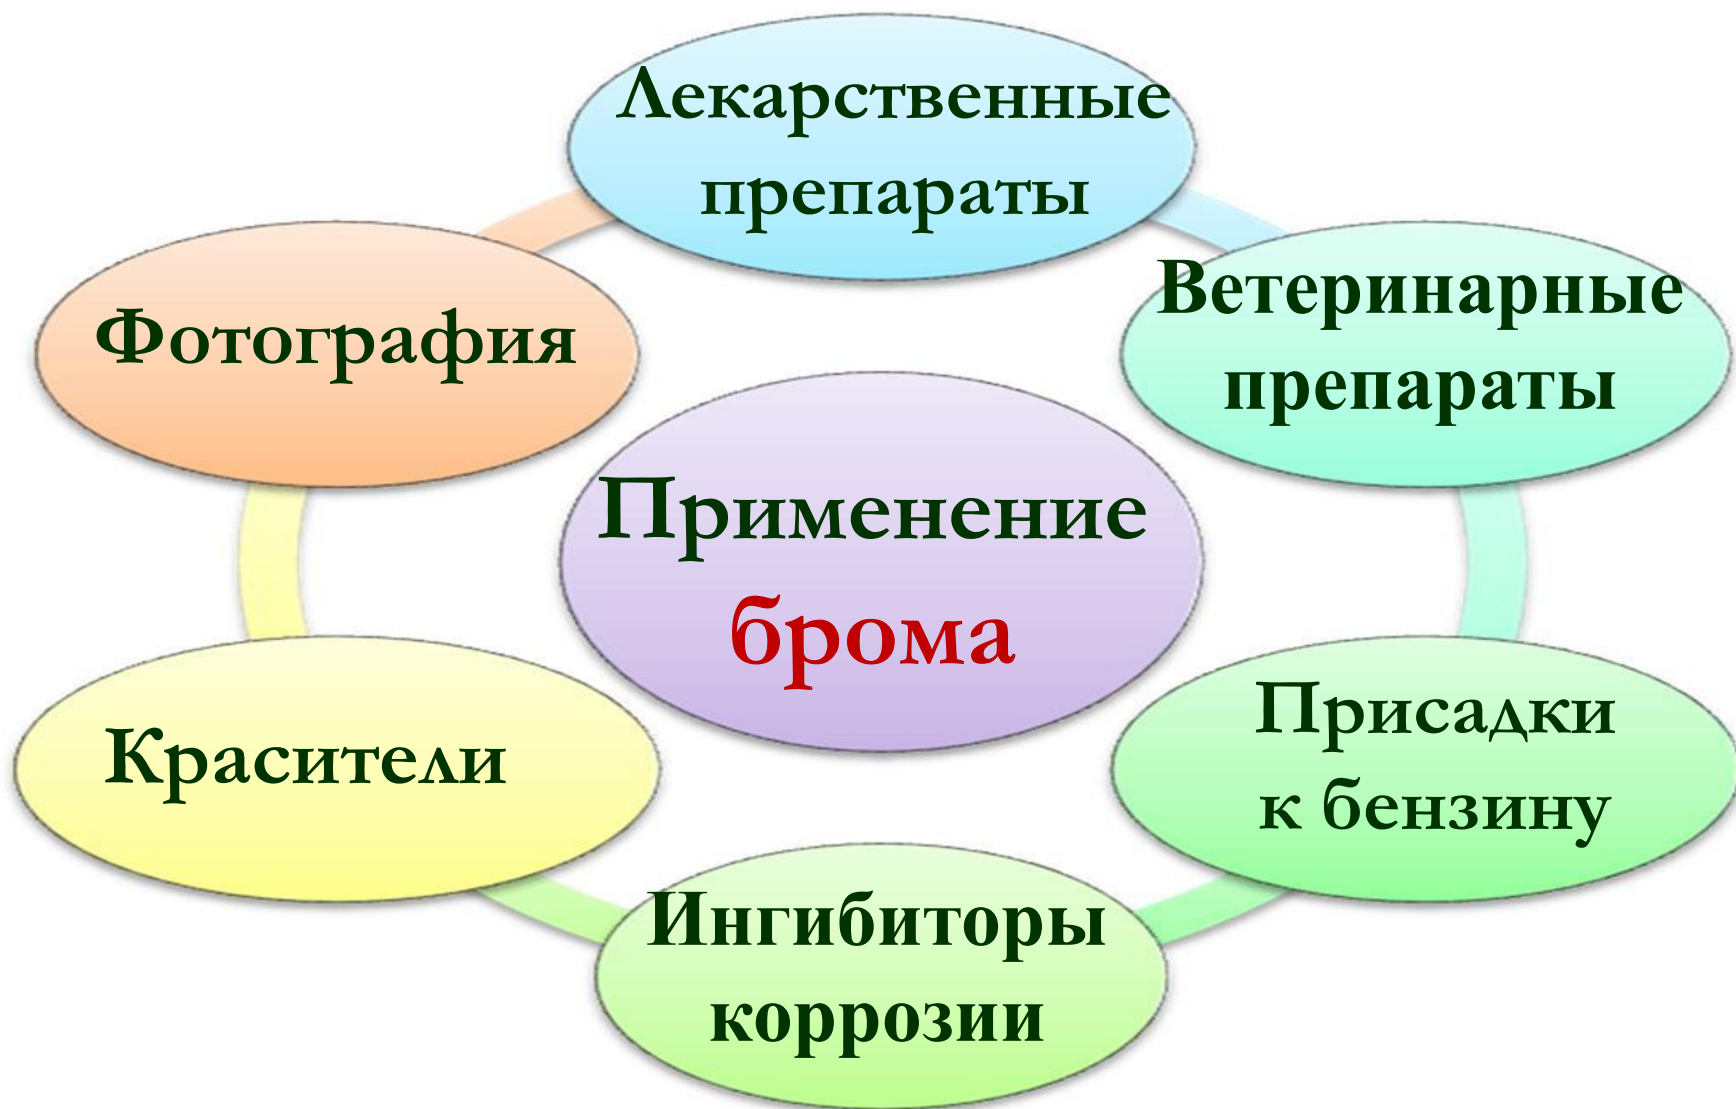 Лекарственные
препараты
Ветеринарные
препараты
Фотография
Применение
брома
Присадки
к бензину
Красители
Ингибиторы
коррозии